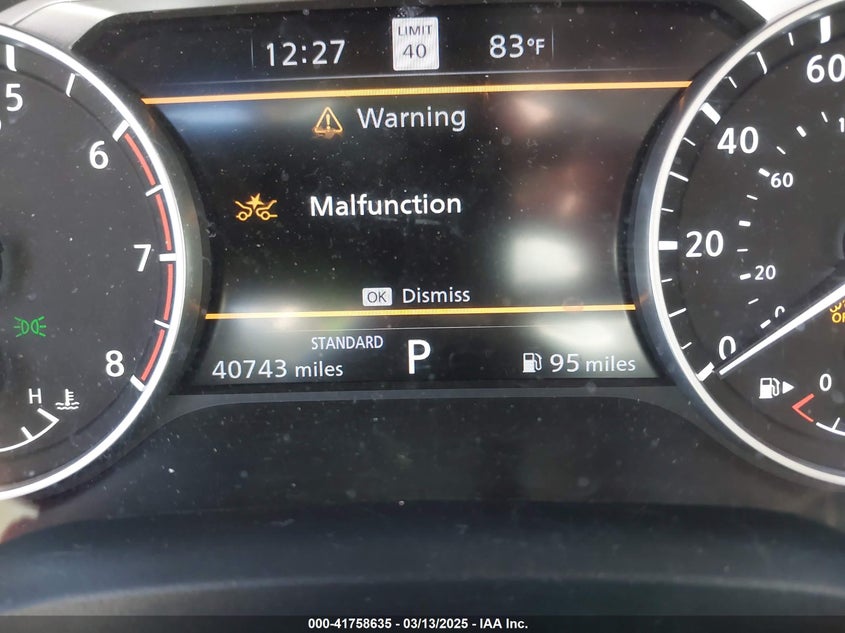 12:27
LIMIT
40
83°F
Warning
Malfunction
OK Dismiss
STANDARD
40743 miles
P
95 miles
5
6
7
8
H
60
40
20
0
60
20
0
0
000-41758635 - 03/13/2025 - IAA Inc.